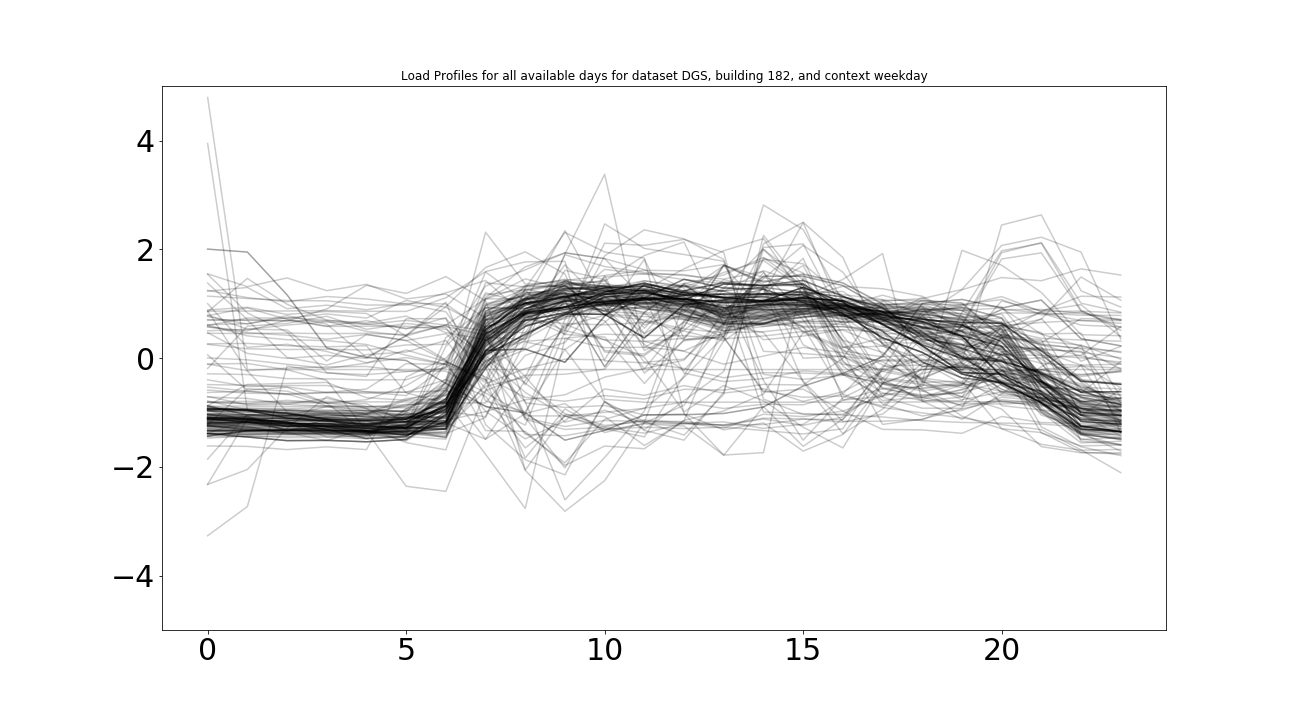 Load Profiles for all available days for dataset DGS, building 182, and context weekday
4
2
0
−2
−4
0 5 10 15 20